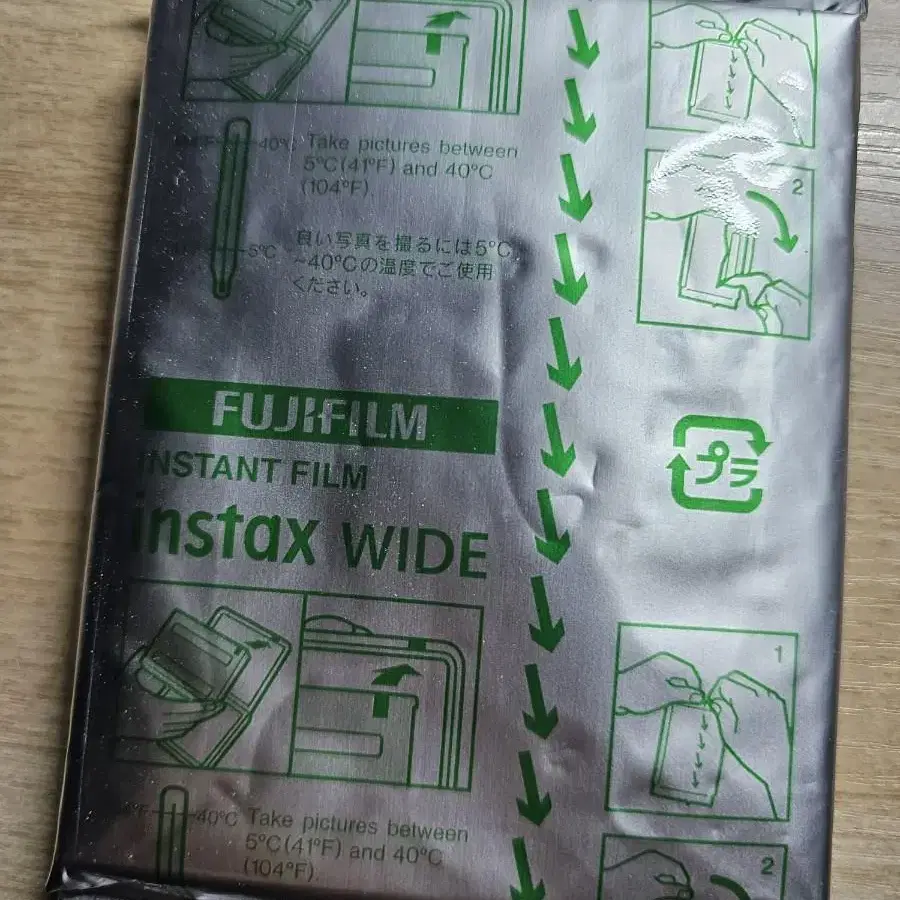 40°C
Take pictures between
5°C(41°F) and 40°C
(104°F).
5°C
良い写真を撮るには5℃
~40℃の温度でご使用
ください。
2
FUJIFILM
INSTANT FILM
instax WIDE
プラ
1
40°C
Take pictures between
5°C(41°F) and 40°C
(104°F)
2